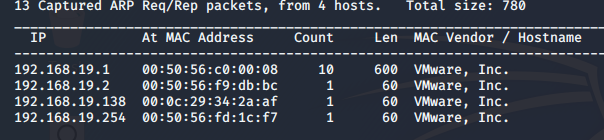 13 Captured ARP Req/Rep packets, from 4 hosts.   Total size: 780
_____________________________________________________________________________
  IP            At MAC Address     Count     Len  MAC Vendor / Hostname
-----------------------------------------------------------------------------
192.168.19.1    00:50:56:c0:00:08     10     600  VMware, Inc.
192.168.19.2    00:50:56:f9:db:bc      1      60  VMware, Inc.
192.168.19.138  00:0c:29:34:2a:af      1      60  VMware, Inc.
192.168.19.254  00:50:56:fd:1c:f7      1      60  VMware, Inc.